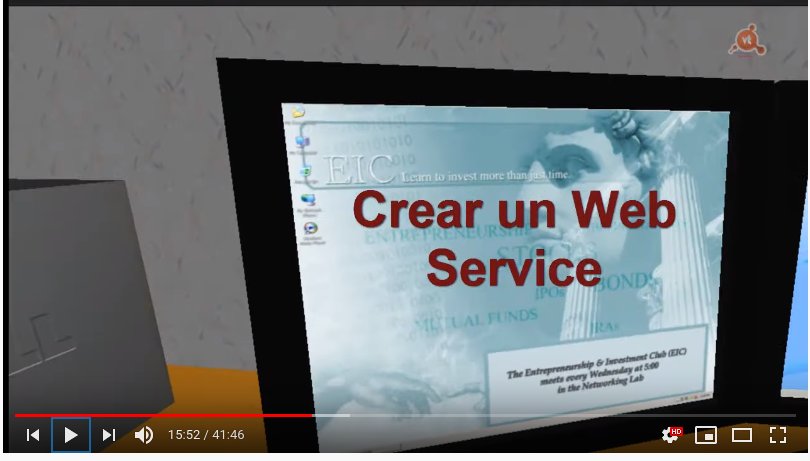 vt
EIC Learn to invest more than just time.
Crear un Web
Service
ENTREPRENEURSHIP
STOCKS
IPOs BONDS
MUTUAL FUNDS
IRAs
The Entrepreneurship & Investment Club (EIC)
meets every Wednesday at 5:00
in the Networking Lab
15:52 / 41:46
HD